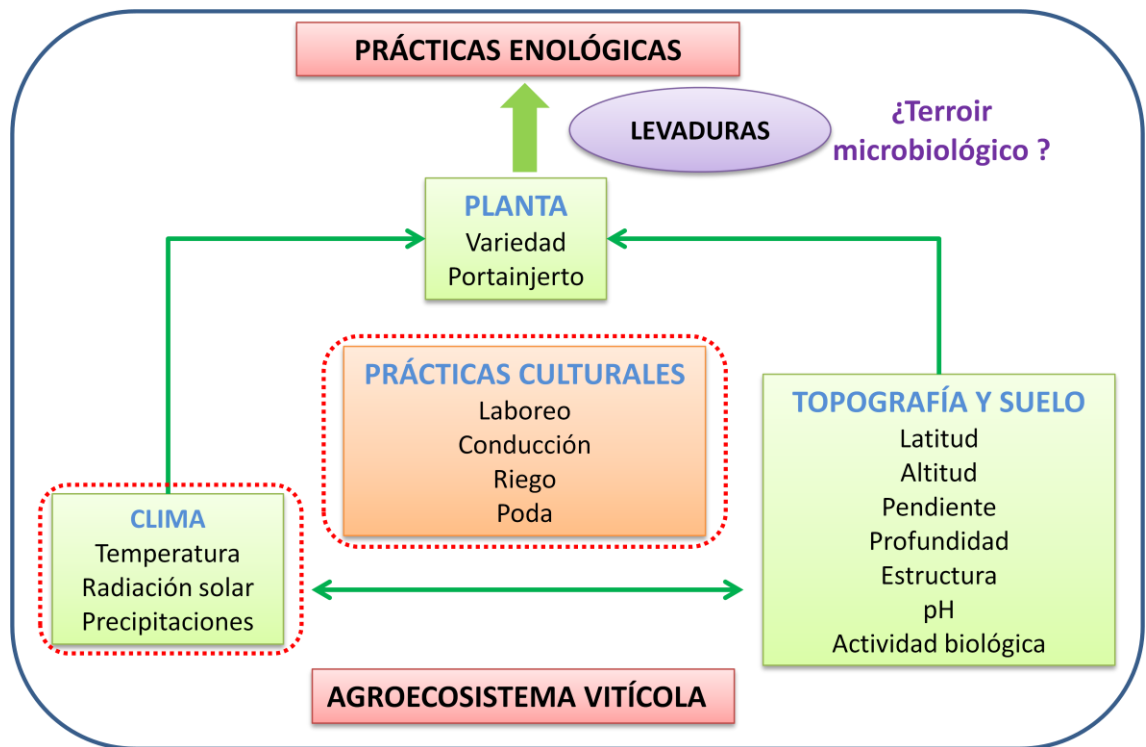 PRÁCTICAS ENOLÓGICAS
LEVADURAS
¿Terroir
microbiológico ?
PLANTA
Variedad
Portainjerto
PRÁCTICAS CULTURALES
Laboreo
Conducción
Riego
Poda
TOPOGRAFÍA Y SUELO
Latitud
Altitud
Pendiente
Profundidad
Estructura
pH
Actividad biológica
CLIMA
Temperatura
Radiación solar
Precipitaciones
AGROECOSISTEMA VITÍCOLA